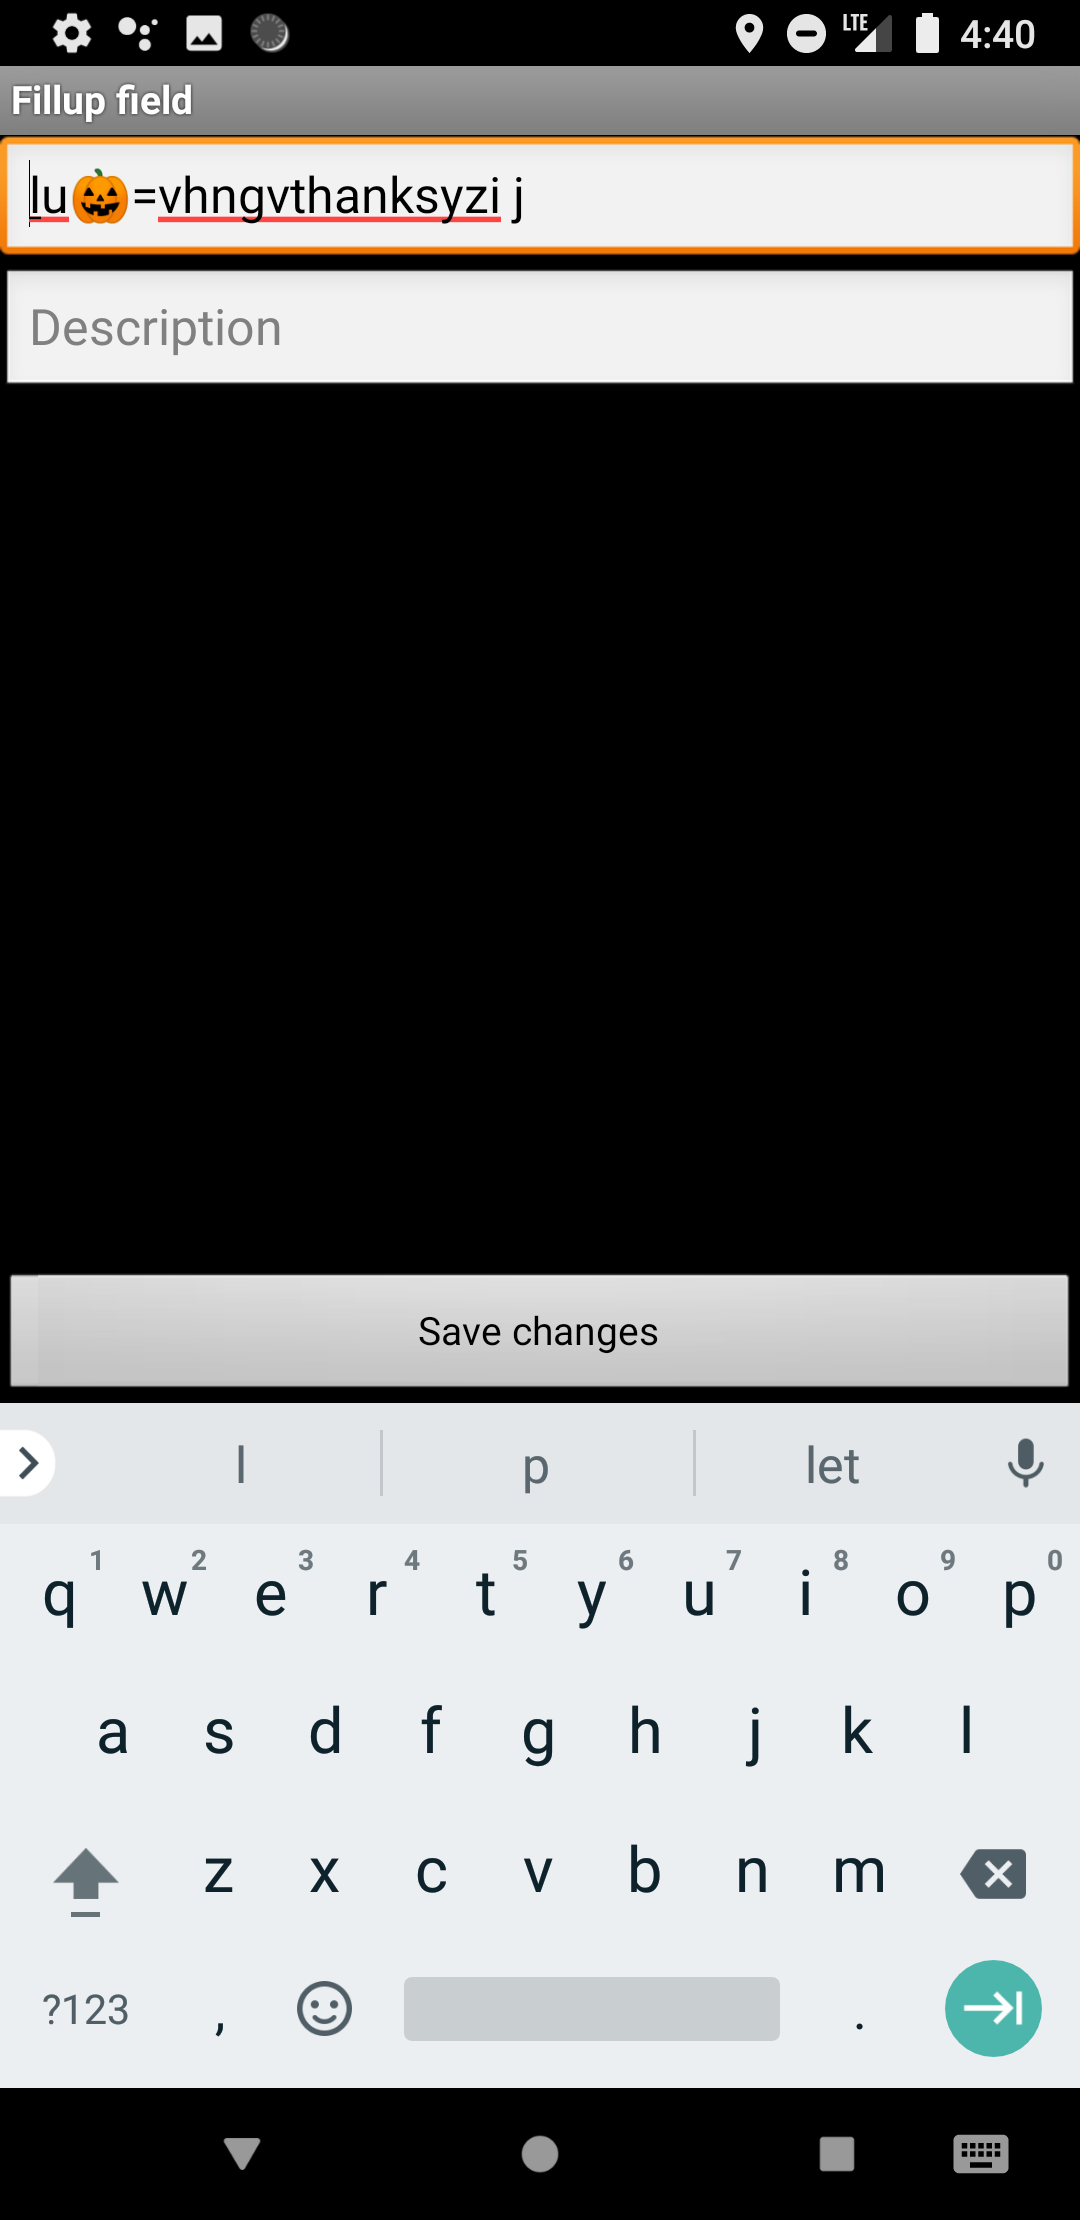 LTE 4:40
Fillup field
lu🎃=vhngvthanksyzi j
Description
Save changes
l p let
1 2 3 4 5 6 7 8 9 0
q w e r t y u i o p
a s d f g h j k l
z x c v b n m
?123 , .